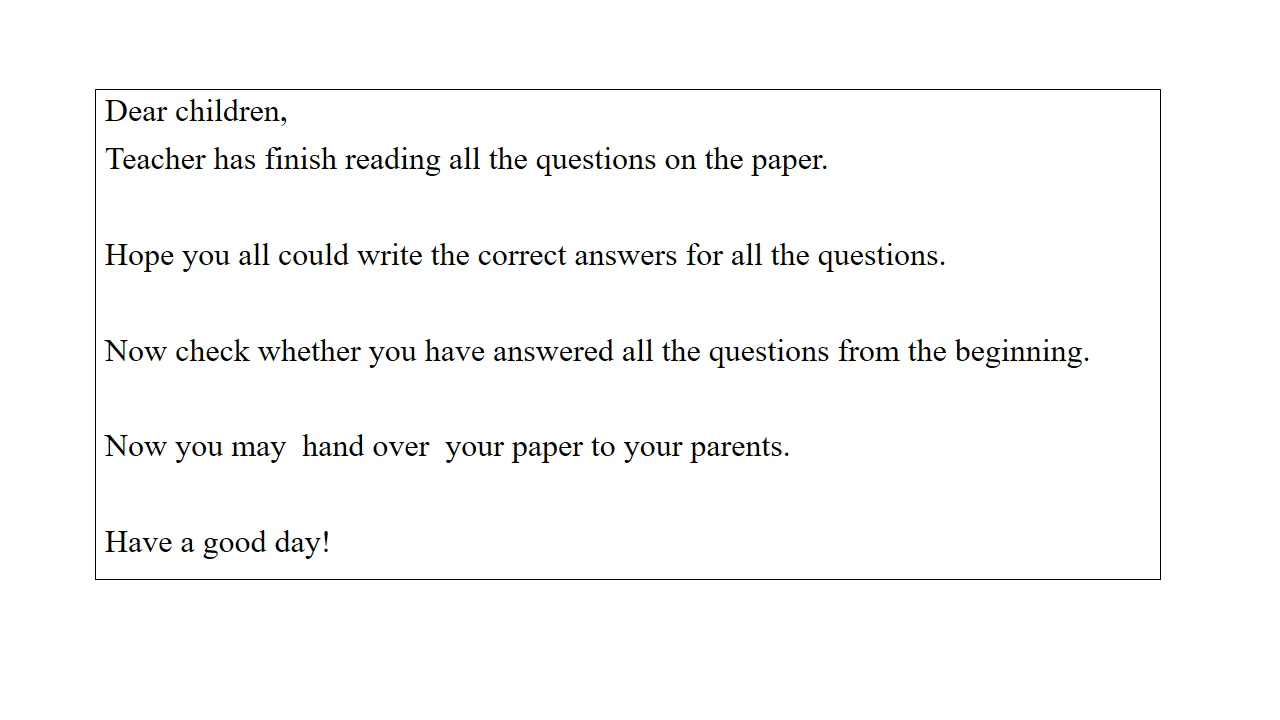 Dear children,
Teacher has finish reading all the questions on the paper.
Hope you all could write the correct answers for all the questions.
Now check whether you have answered all the questions from the beginning.
Now you may  hand over  your paper to your parents.
Have a good day!